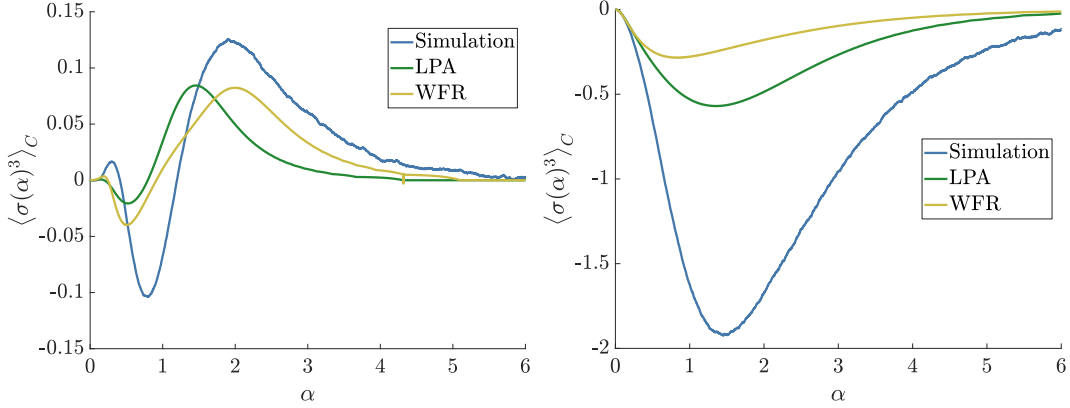 0.15
0.1
0.05
0
-0.05
-0.1
-0.15
0 1 2 3 4 5 6
α
⟨σ(α)³⟩_C
Simulation
LPA
WFR
0
-0.5
-1
-1.5
-2
0 1 2 3 4 5 6
α
⟨σ(α)³⟩_C
Simulation
LPA
WFR